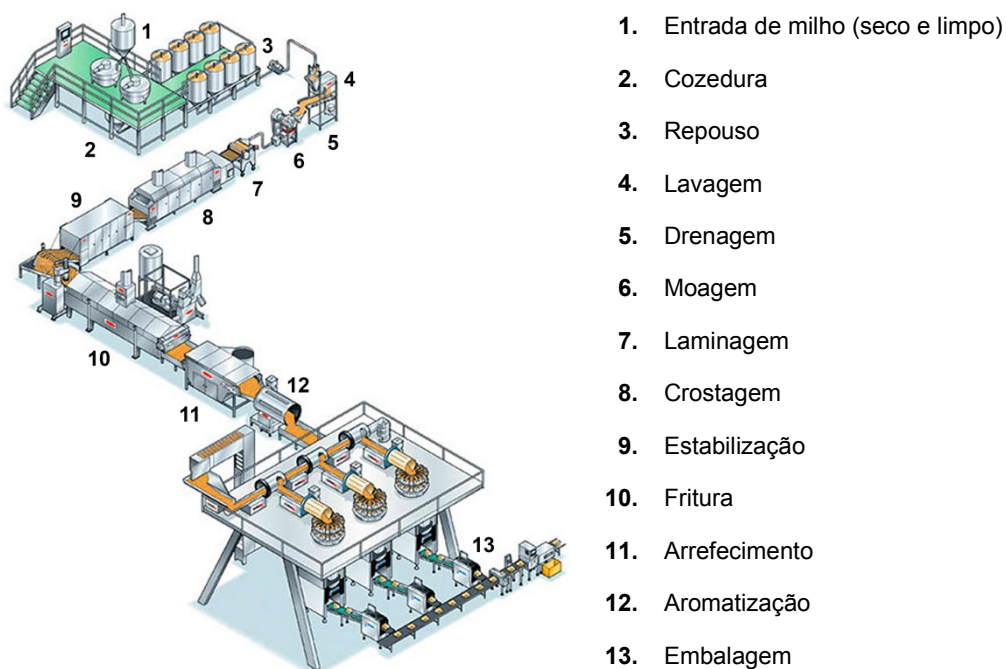 1
2
3
4
5
6
7
8
9
10
11
12
13
1. Entrada de milho (seco e limpo)
2. Cozedura
3. Repouso
4. Lavagem
5. Drenagem
6. Moagem
7. Laminagem
8. Crostagem
9. Estabilização
10. Fritura
11. Arrefecimento
12. Aromatização
13. Embalagem